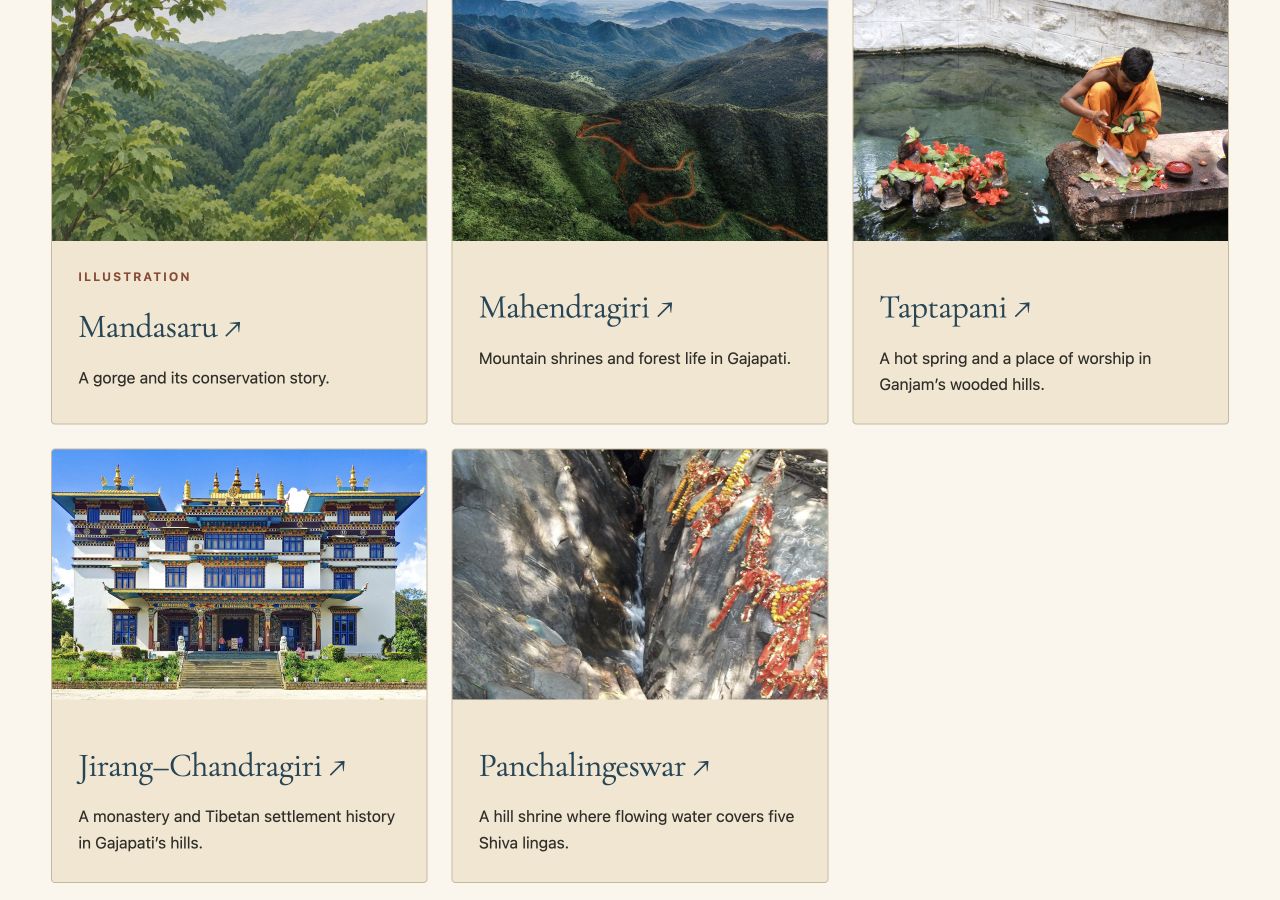 ILLUSTRATION
Mandasaru ↗
A gorge and its conservation story.
Mahendragiri ↗
Mountain shrines and forest life in Gajapati.
Taptapani ↗
A hot spring and a place of worship in
Ganjam’s wooded hills.
Jirang–Chandragiri ↗
A monastery and Tibetan settlement history
in Gajapati’s hills.
Panchalingeswar ↗
A hill shrine where flowing water covers five
Shiva lingas.